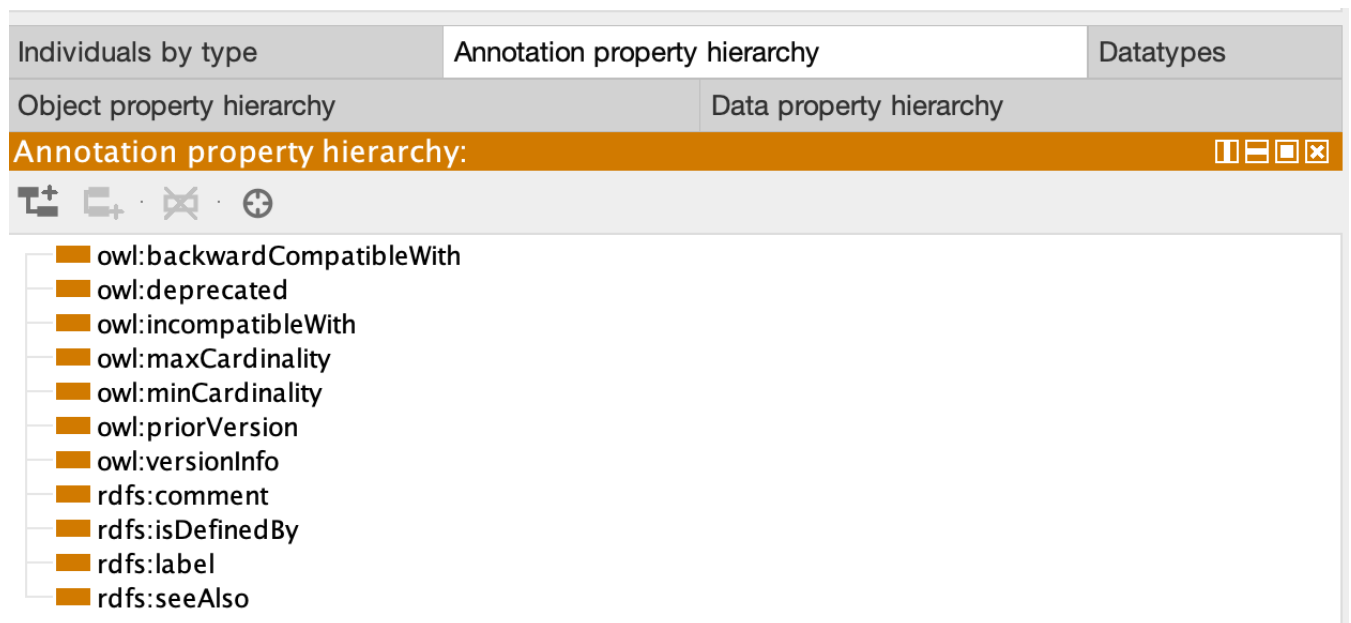 Individuals by type Annotation property hierarchy Datatypes
Object property hierarchy Data property hierarchy
Annotation property hierarchy:
owl:backwardCompatibleWith
owl:deprecated
owl:incompatibleWith
owl:maxCardinality
owl:minCardinality
owl:priorVersion
owl:versionInfo
rdfs:comment
rdfs:isDefinedBy
rdfs:label
rdfs:seeAlso